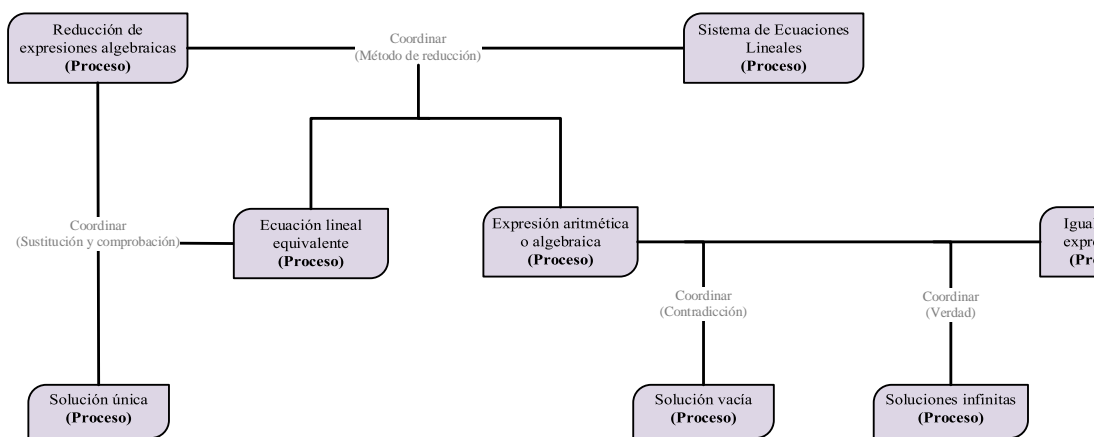 Reducción de
expresiones algebraicas
(Proceso)
Coordinar
(Método de reducción)
Sistema de Ecuaciones
Lineales
(Proceso)
Coordinar
(Sustitución y comprobación)
Ecuación lineal
equivalente
(Proceso)
Expresión aritmética
o algebraica
(Proceso)
Coordinar
(Contradicción)
Coordinar
(Verdad)
Solución única
(Proceso)
Solución vacía
(Proceso)
Soluciones infinitas
(Proceso)